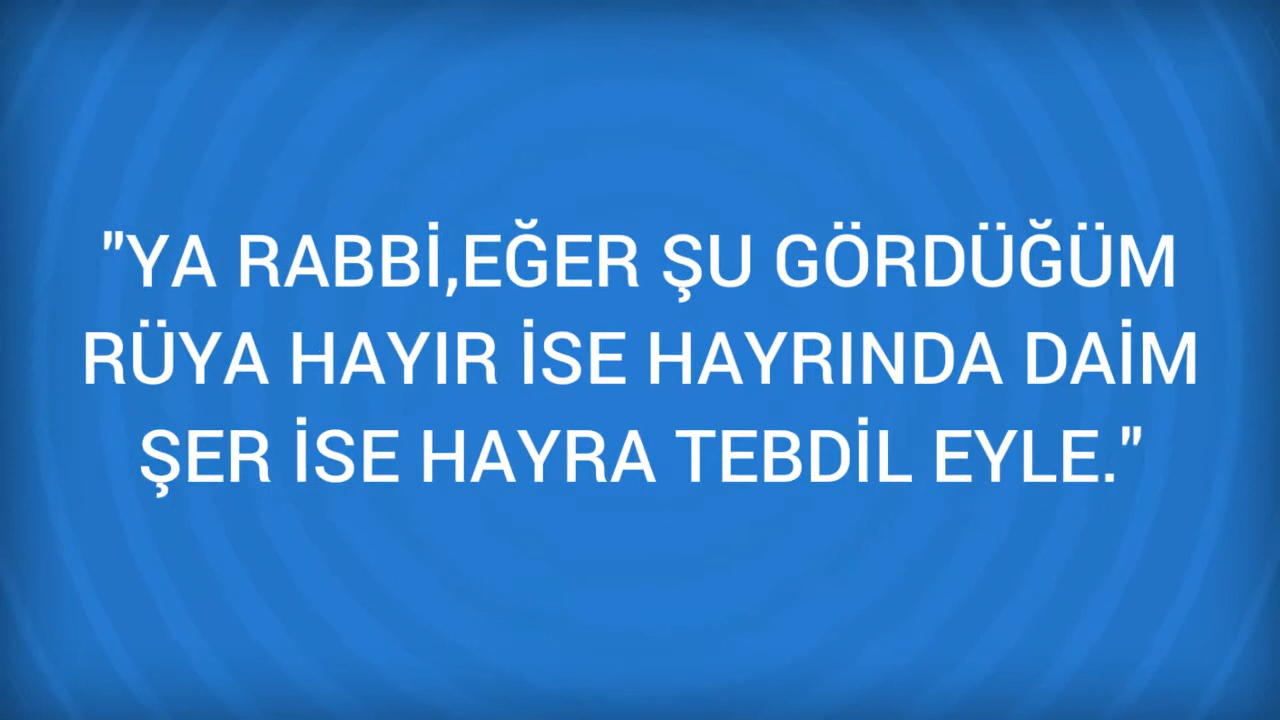 "YA RABBİ,EĞER ŞU GÖRDÜĞÜM
RÜYA HAYIR İSE HAYRINDA DAİM
ŞER İSE HAYRA TEBDİL EYLE."